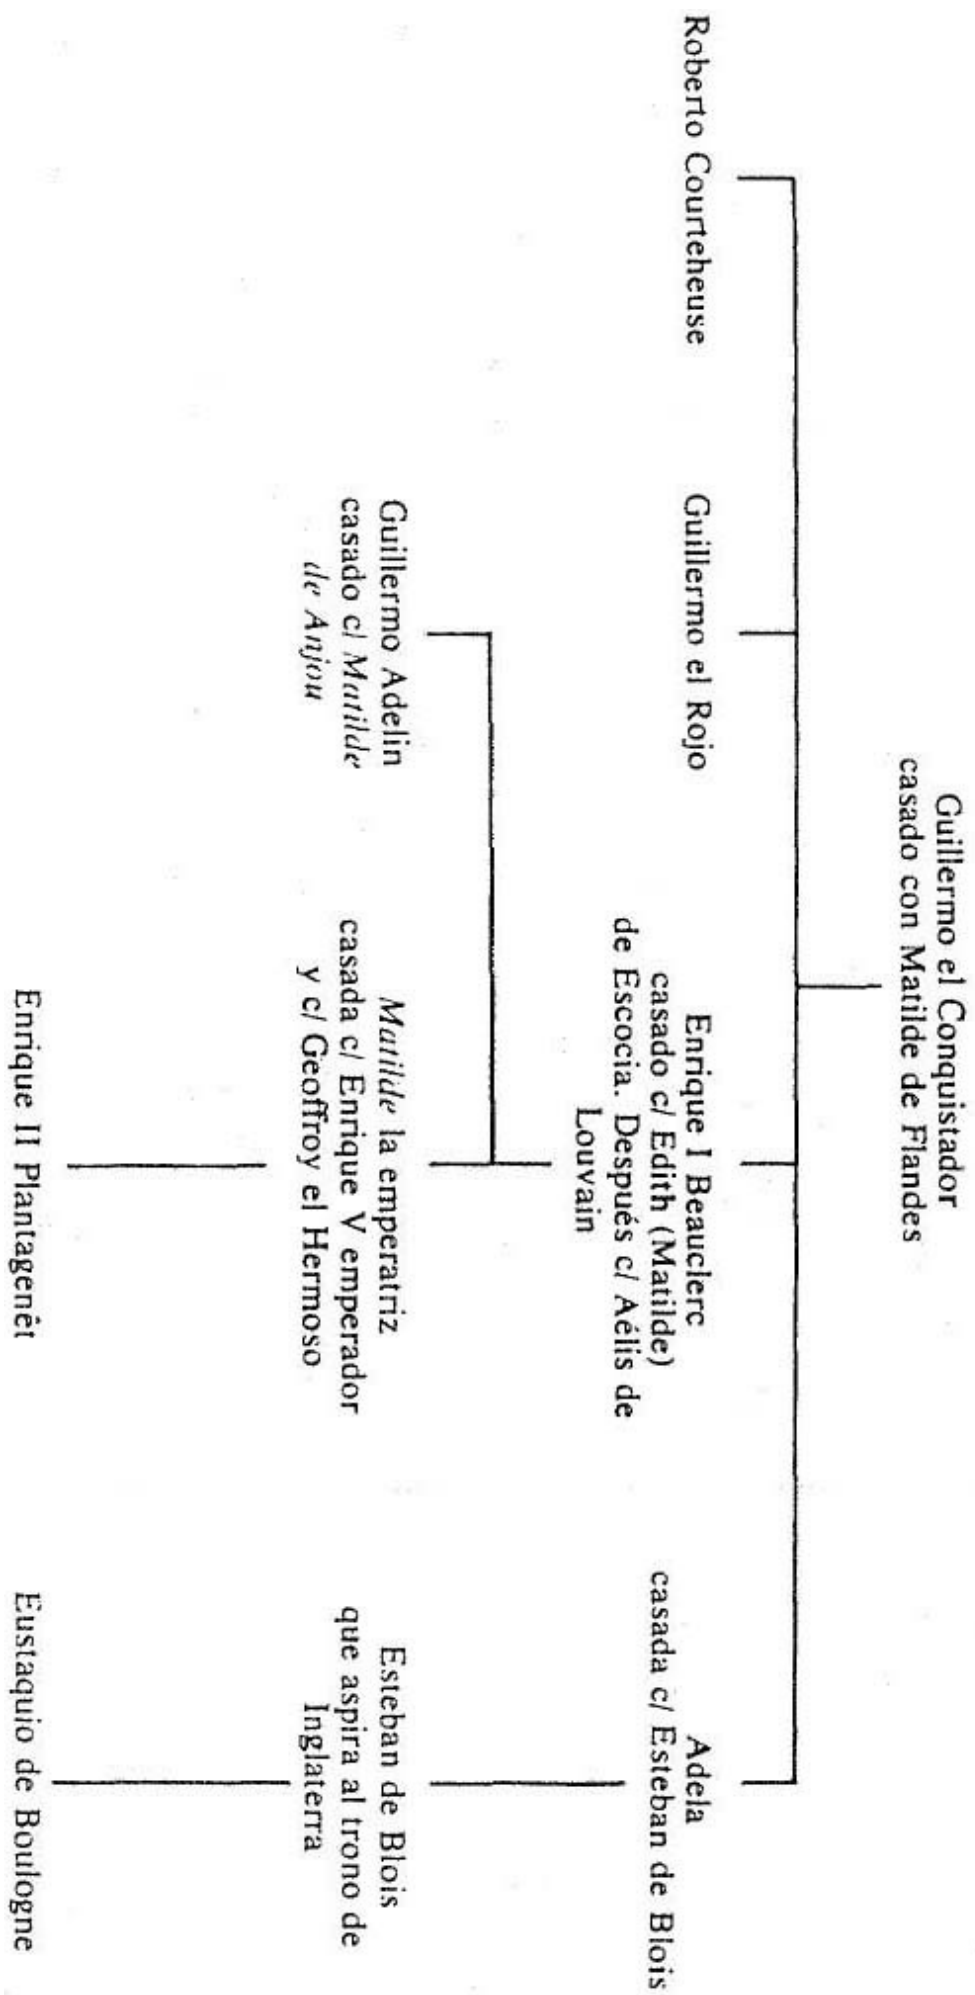 Guillermo el Conquistador
casado con Matilde de Flandes
Roberto Courteheuse
Guillermo el Rojo
Enrique I Beauclerc
casado c/ Edith (Matilde)
de Escocia. Después c/ Aélis de
Louvain
Adela
casada c/ Esteban de Blois
Guillermo Adelin
casado c/ Matilde
de Anjou
Matilde la emperatriz
casada c/ Enrique V emperador
y c/ Geoffroy el Hermoso
Esteban de Blois
que aspira al trono de
Inglaterra
Enrique II Plantagenêt
Eustaquio de Boulogne